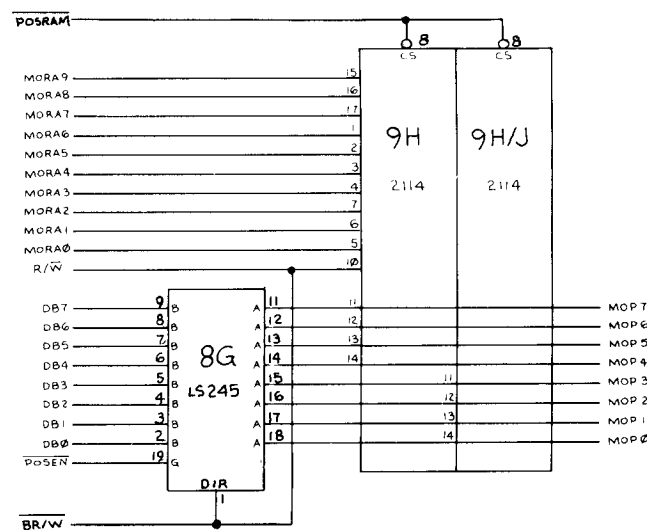 POSRAM
8 8
CS CS
MORA9 15
MORA8 16
MORA7 17
MORA6 1
MORA5 2
MORA4 3
MORA3 4
MORA2 7
MORA1 6
MORA0 5
R/W 10
9H 9H/J
2114 2114
DB7 9 B A 11 11 MOP 7
DB6 8 B A 12 12 MOP 6
DB5 7 B A 13 13 MOP 5
DB4 6 B A 14 14 MOP 4
DB3 5 B A 15 11 MOP 3
DB2 4 B A 16 12 MOP 2
DB1 3 B A 17 13 MOP 1
DB0 2 B A 18 14 MOP 0
POSEN 19 G
8G
LS245
DIR
1
BR/W